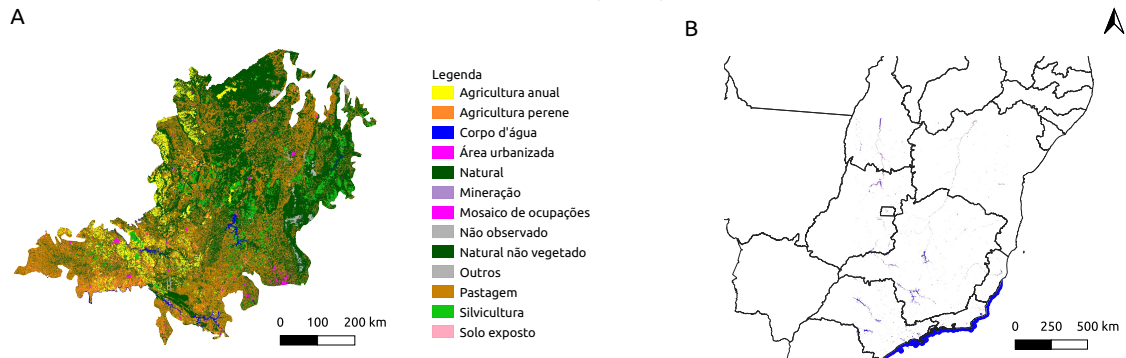 A
Legenda
Agricultura anual
Agricultura perene
Corpo d'água
Área urbanizada
Natural
Mineração
Mosaico de ocupações
Não observado
Natural não vegetado
Outros
Pastagem
Silvicultura
Solo exposto
0 100 200 km
B
0 250 500 km